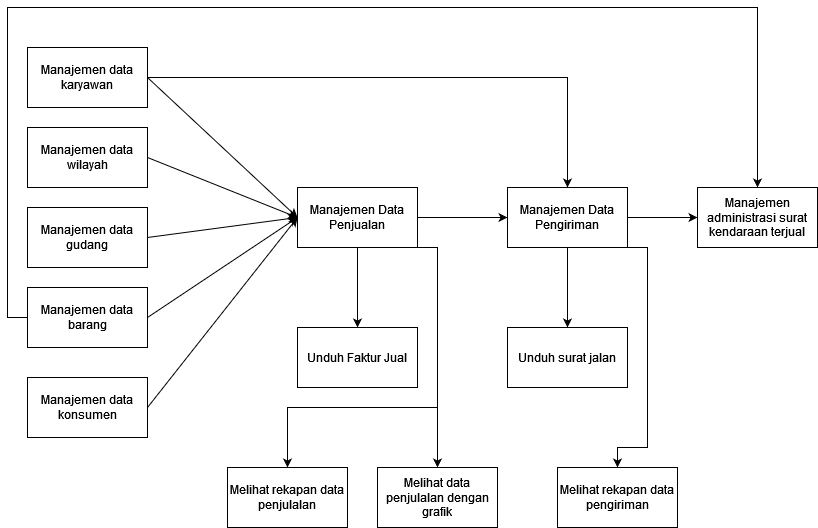 Manajemen data
karyawan
Manajemen data
wilayah
Manajemen data
gudang
Manajemen data
barang
Manajemen data
konsumen
Manajemen Data
Penjualan
Manajemen Data
Pengiriman
Manajemen
administrasi surat
kendaraan terjual
Unduh Faktur Jual
Unduh surat jalan
Melihat rekapan data
penjulalan
Melihat data
penjulalan dengan
grafik
Melihat rekapan data
pengiriman